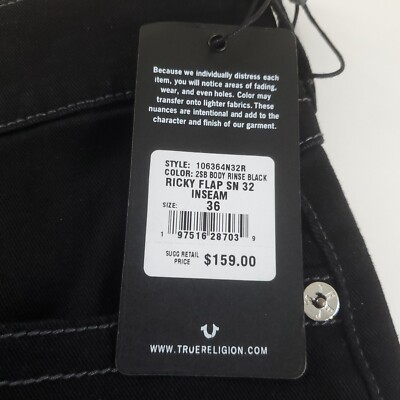 Because we individually distress each
item, you will notice areas of fading,
wear, and even holes. Color may
transfer onto lighter fabrics. These
nuances are intentional and add to the
character and finish of our garment.
STYLE: 106364N32R
COLOR: 2SB BODY RINSE BLACK
RICKY FLAP SN 32
INSEAM
SIZE: 36
1 97516 28703 9
SUGG RETAIL
PRICE $159.00
WWW.TRUERELIGION.COM